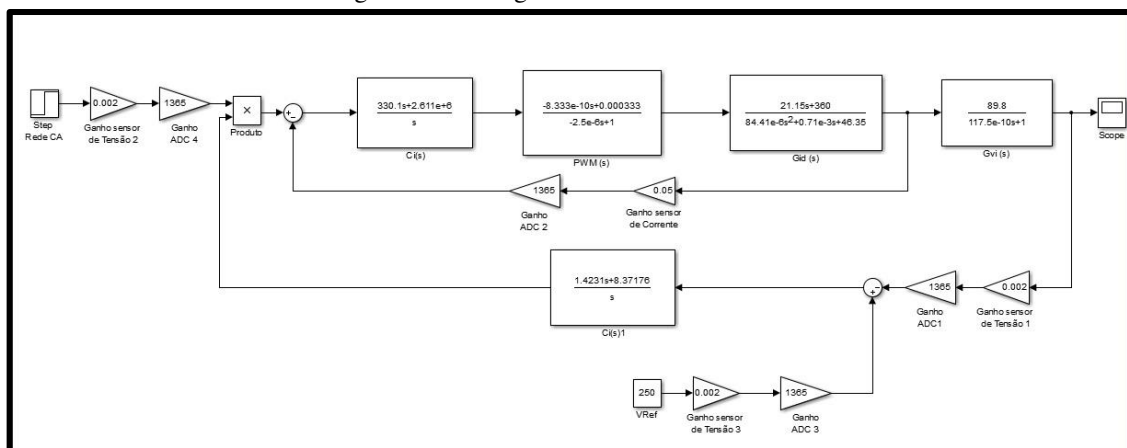 330.1s+2.611e+6
s
Ci(s)
-8.333e-10s+0.000333
-2.5e-6s+1
PWM (s)
21.15s+360
84.41e-6s2+0.71e-3s+46.35
Gid (s)
89.8
117.5e-10s+1
Gvi (s)
Scope
Step
Rede CA
0.002
Ganho sensor
de Tensão 2
1365
Ganho
ADC 4
×
Produto
1365
Ganho
ADC 2
0.05
Ganho sensor
de Corrente
1.4231s+8.37176
s
Ci(s)1
1365
Ganho
ADC1
0.002
Ganho sensor
de Tensão 1
250
VRef
0.002
Ganho sensor
de Tensão 3
1365
Ganho
ADC 3